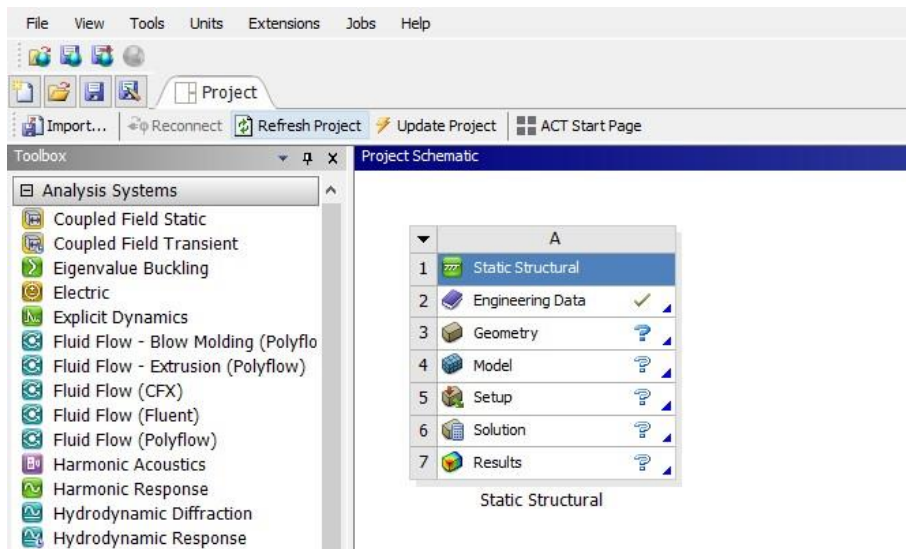 File View Tools Units Extensions Jobs Help
Project
Import... Reconnect Refresh Project Update Project ACT Start Page
Toolbox
Project Schematic
Analysis Systems
Coupled Field Static
Coupled Field Transient
Eigenvalue Buckling
Electric
Explicit Dynamics
Fluid Flow - Blow Molding (Polyflo
Fluid Flow - Extrusion (Polyflow)
Fluid Flow (CFX)
Fluid Flow (Fluent)
Fluid Flow (Polyflow)
Harmonic Acoustics
Harmonic Response
Hydrodynamic Diffraction
Hydrodynamic Response
A
1 Static Structural
2 Engineering Data
3 Geometry
4 Model
5 Setup
6 Solution
7 Results
Static Structural